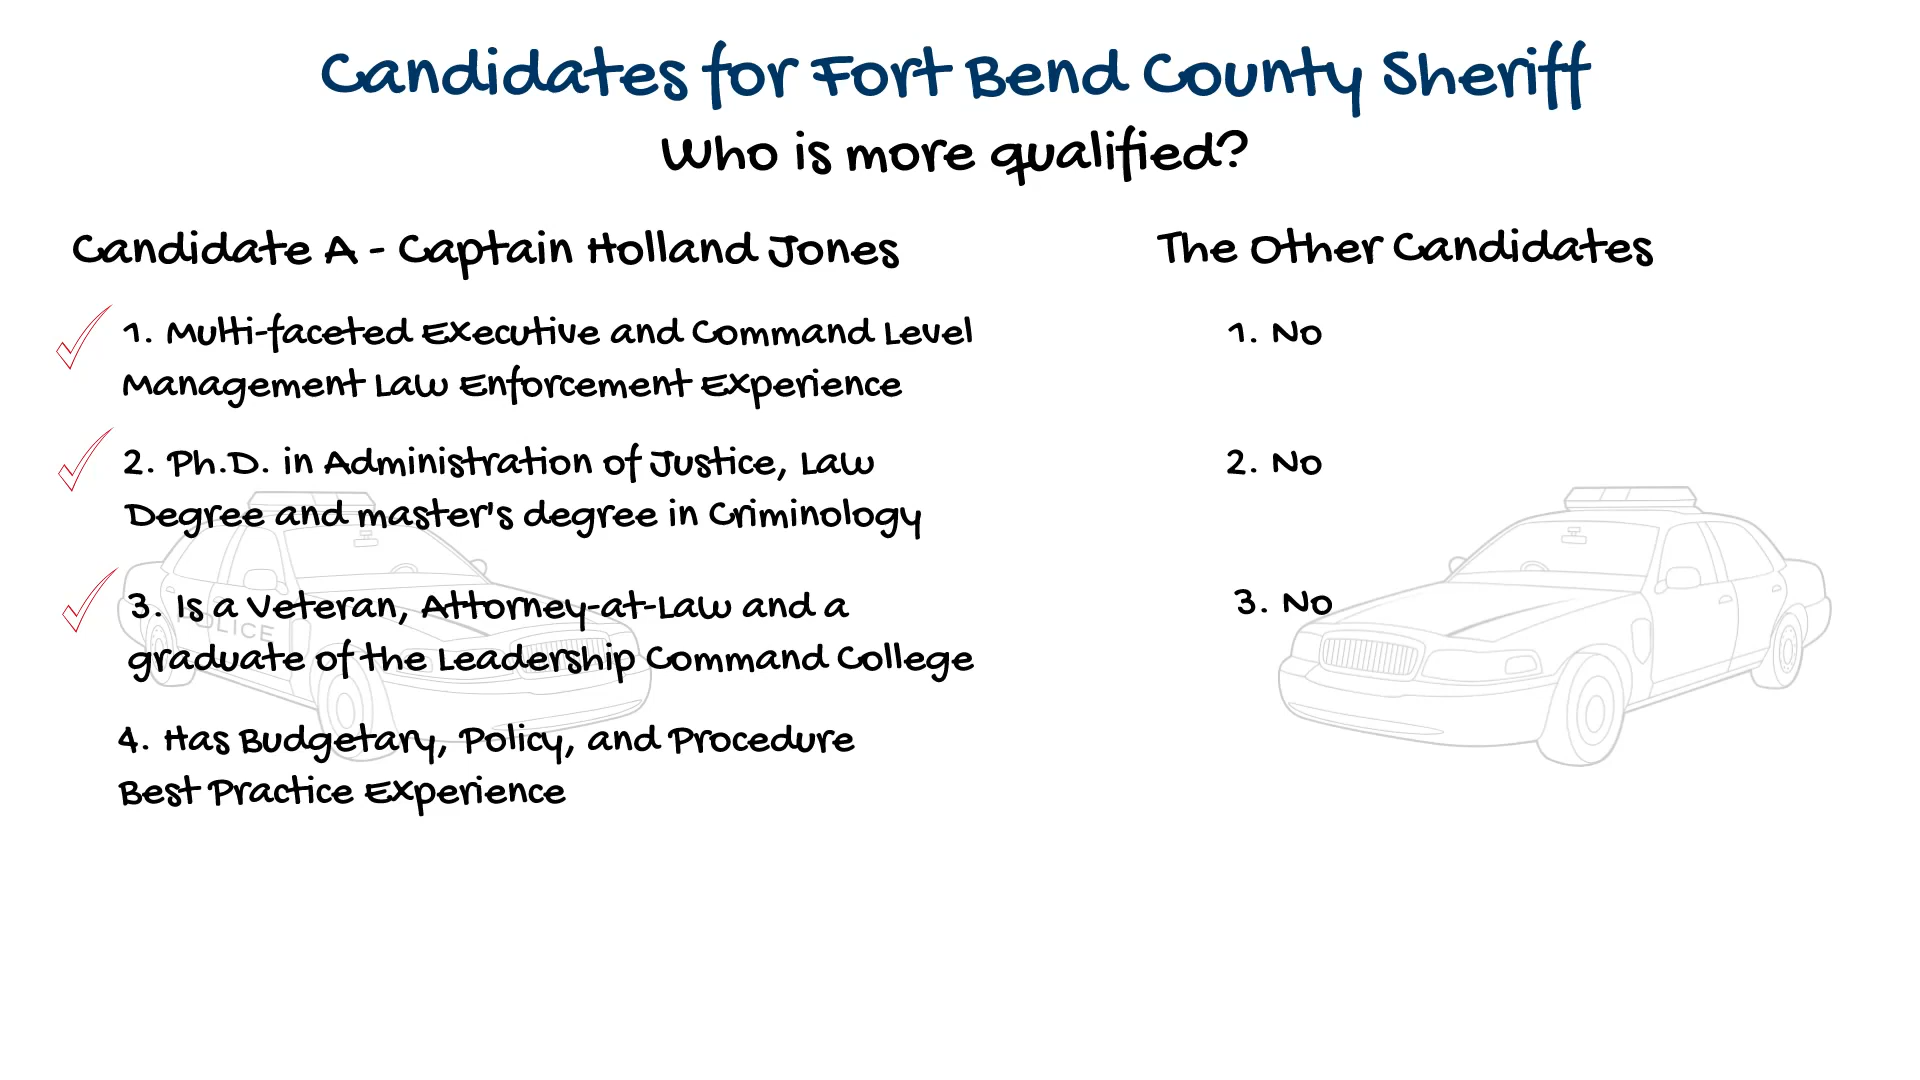 Candidates for Fort Bend County Sheriff
Who is more qualified?
Candidate A - Captain Holland Jones
1. Multi-faceted Executive and Command Level
Management Law Enforcement Experience
2. Ph.D. in Administration of Justice, Law
Degree and master's degree in Criminology
3. Is a Veteran, Attorney-at-Law and a
graduate of the Leadership Command College
4. Has Budgetary, Policy, and Procedure
Best Practice Experience
The Other Candidates
1. No
2. No
3. No
POLICE